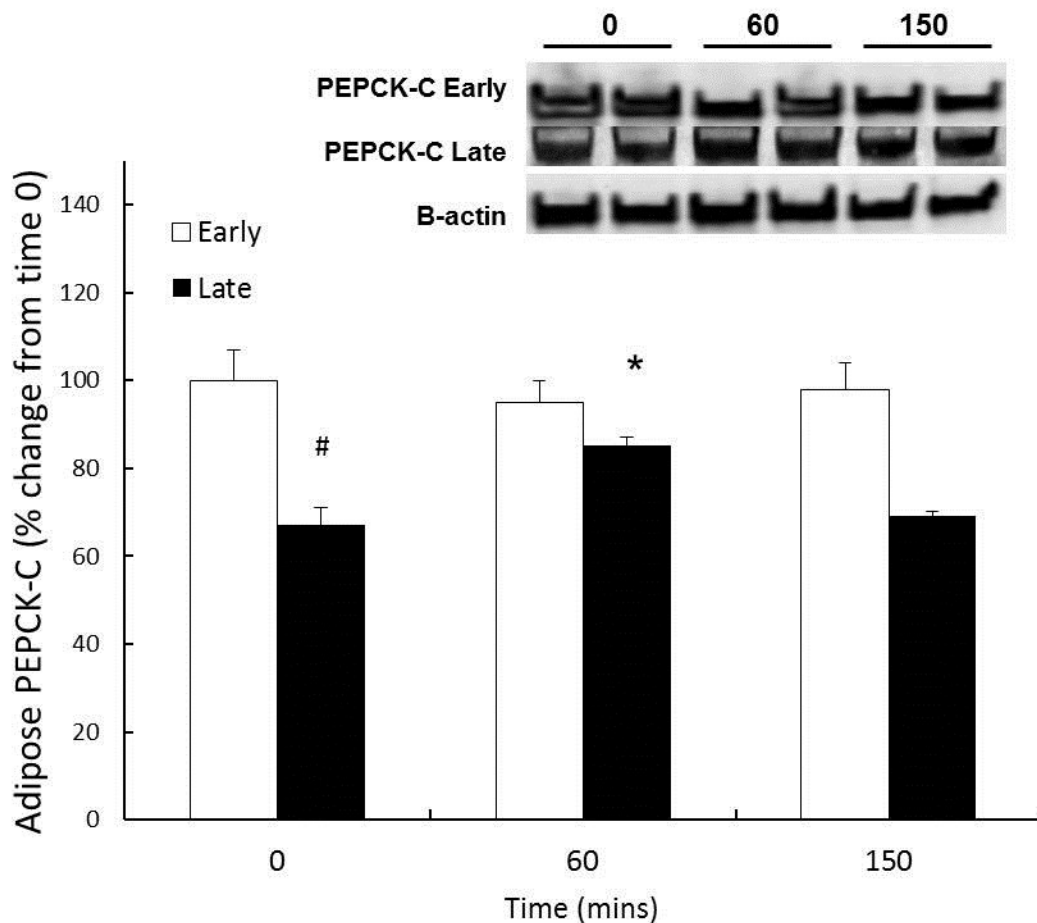 0 60 150
PEPCK-C Early
PEPCK-C Late
B-actin
Adipose PEPCK-C (% change from time 0)
140
120
100
80
60
40
20
0
Early
Late
#
*
0 60 150
Time (mins)